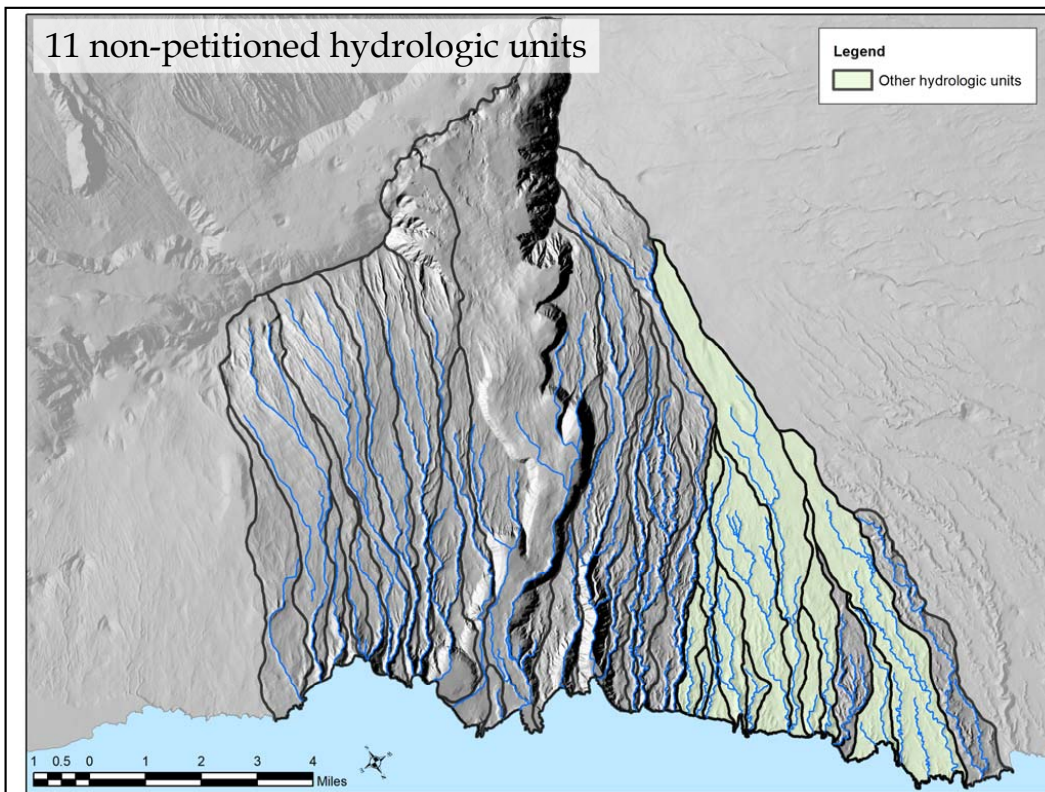 11 non-petitioned hydrologic units
Legend
Other hydrologic units
1 0.5 0 1 2 3 4
Miles